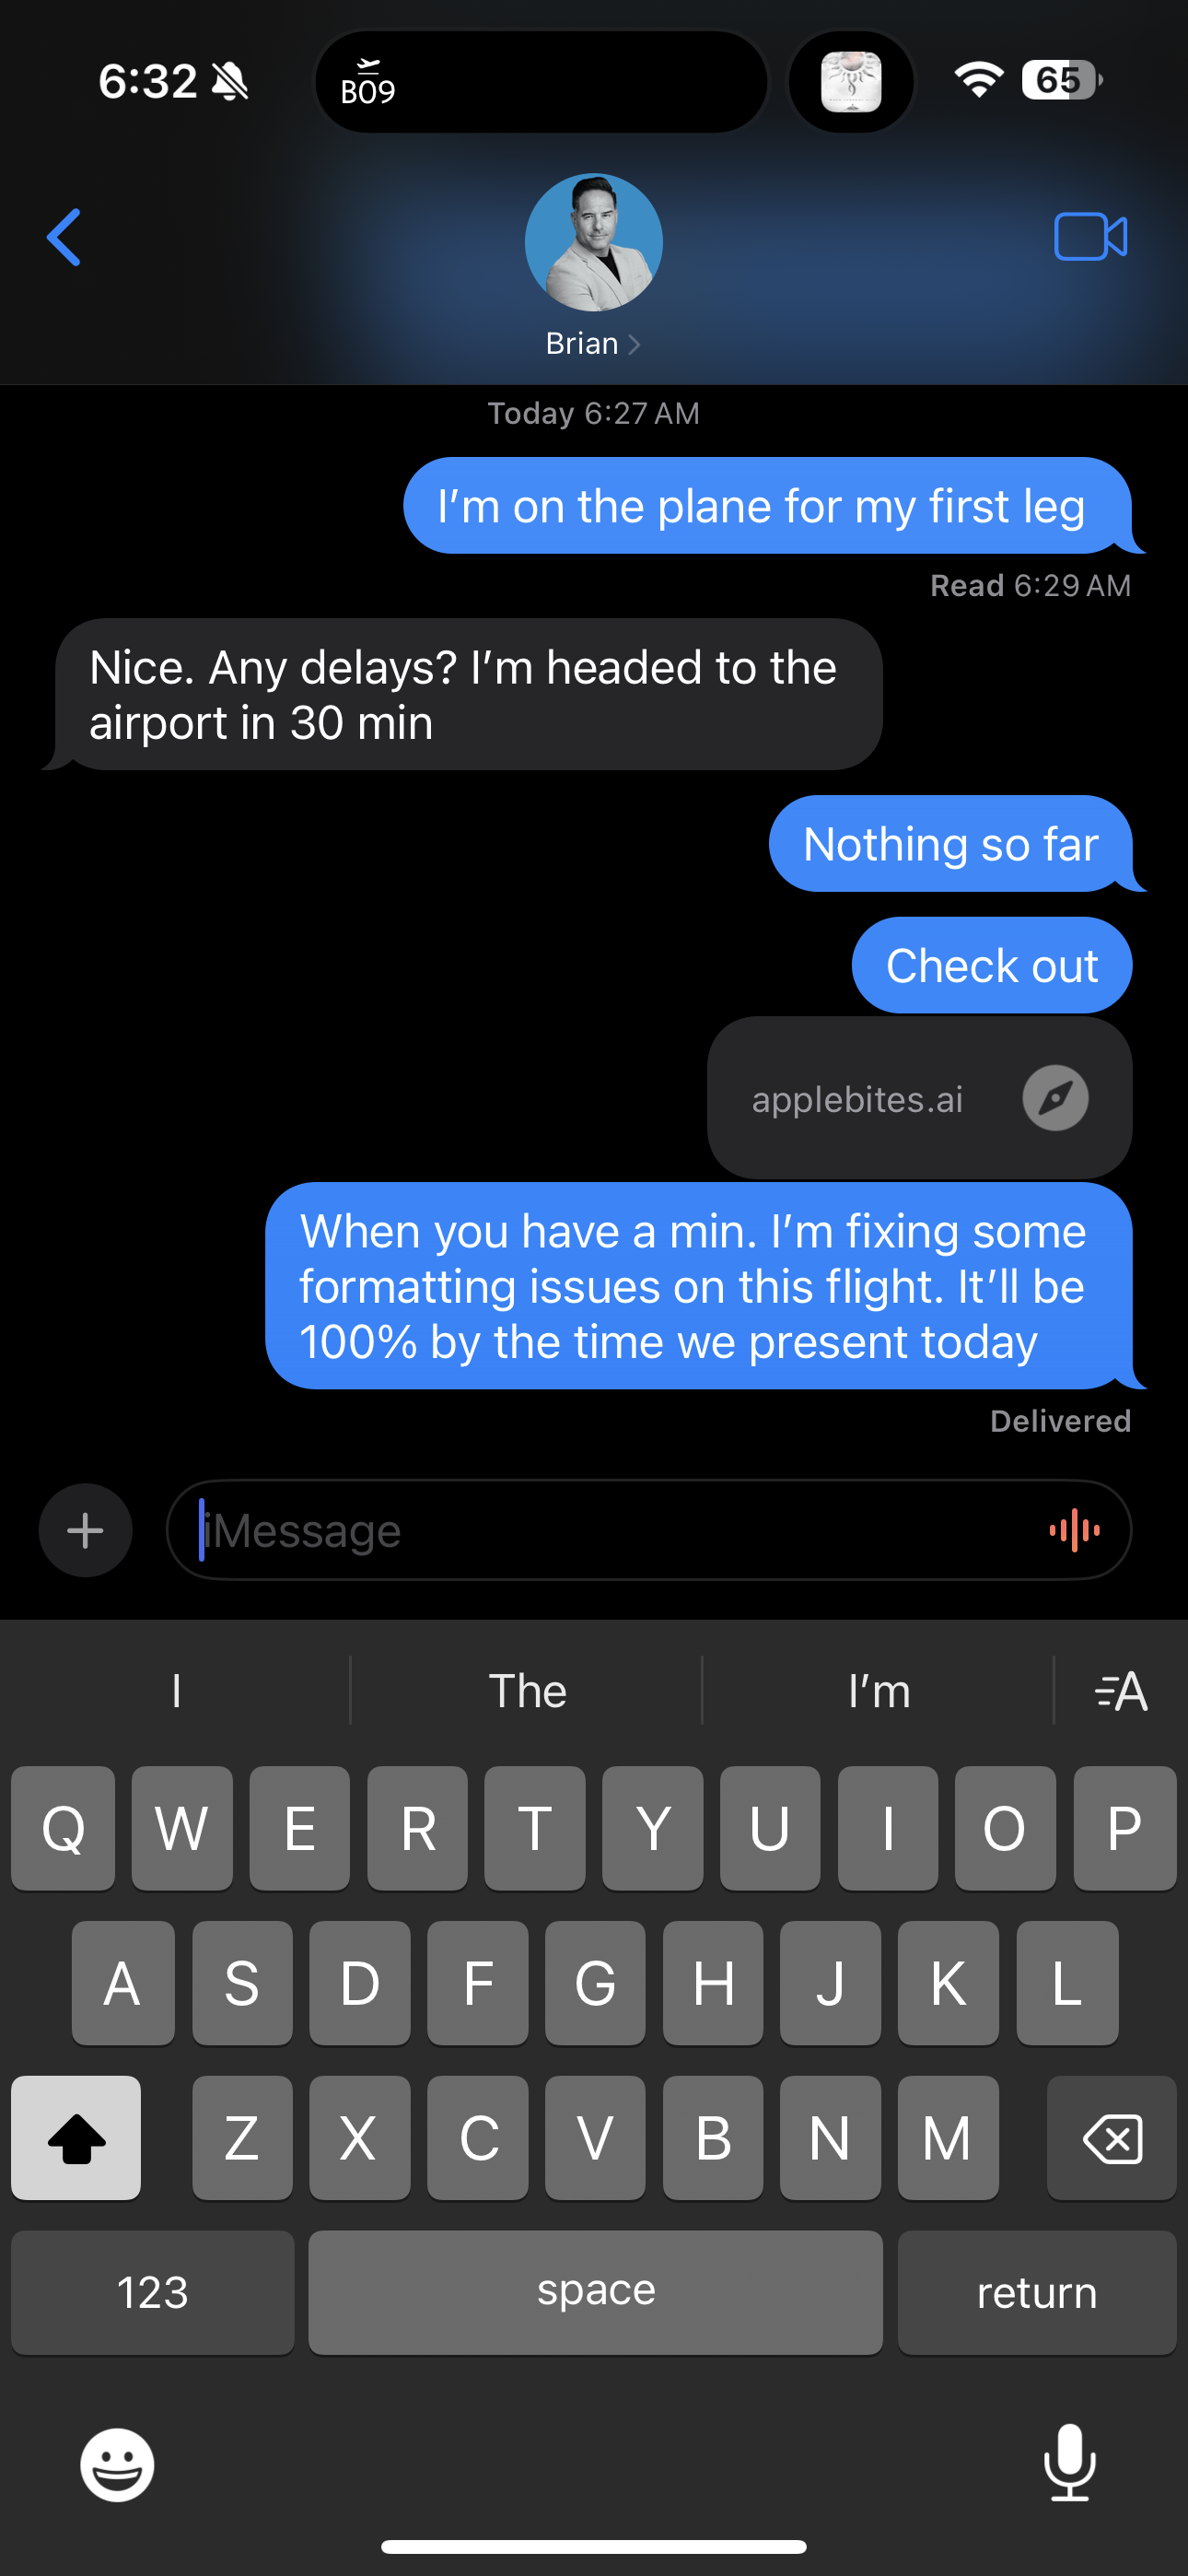 6:32
B09
65
Brian
Today 6:27 AM
I’m on the plane for my first leg
Read 6:29 AM
Nice. Any delays? I’m headed to the
airport in 30 min
Nothing so far
Check out
applebites.ai
When you have a min. I’m fixing some
formatting issues on this flight. It’ll be
100% by the time we present today
Delivered
iMessage
I The I’m A
Q W E R T Y U I O P
A S D F G H J K L
Z X C V B N M
123 space return